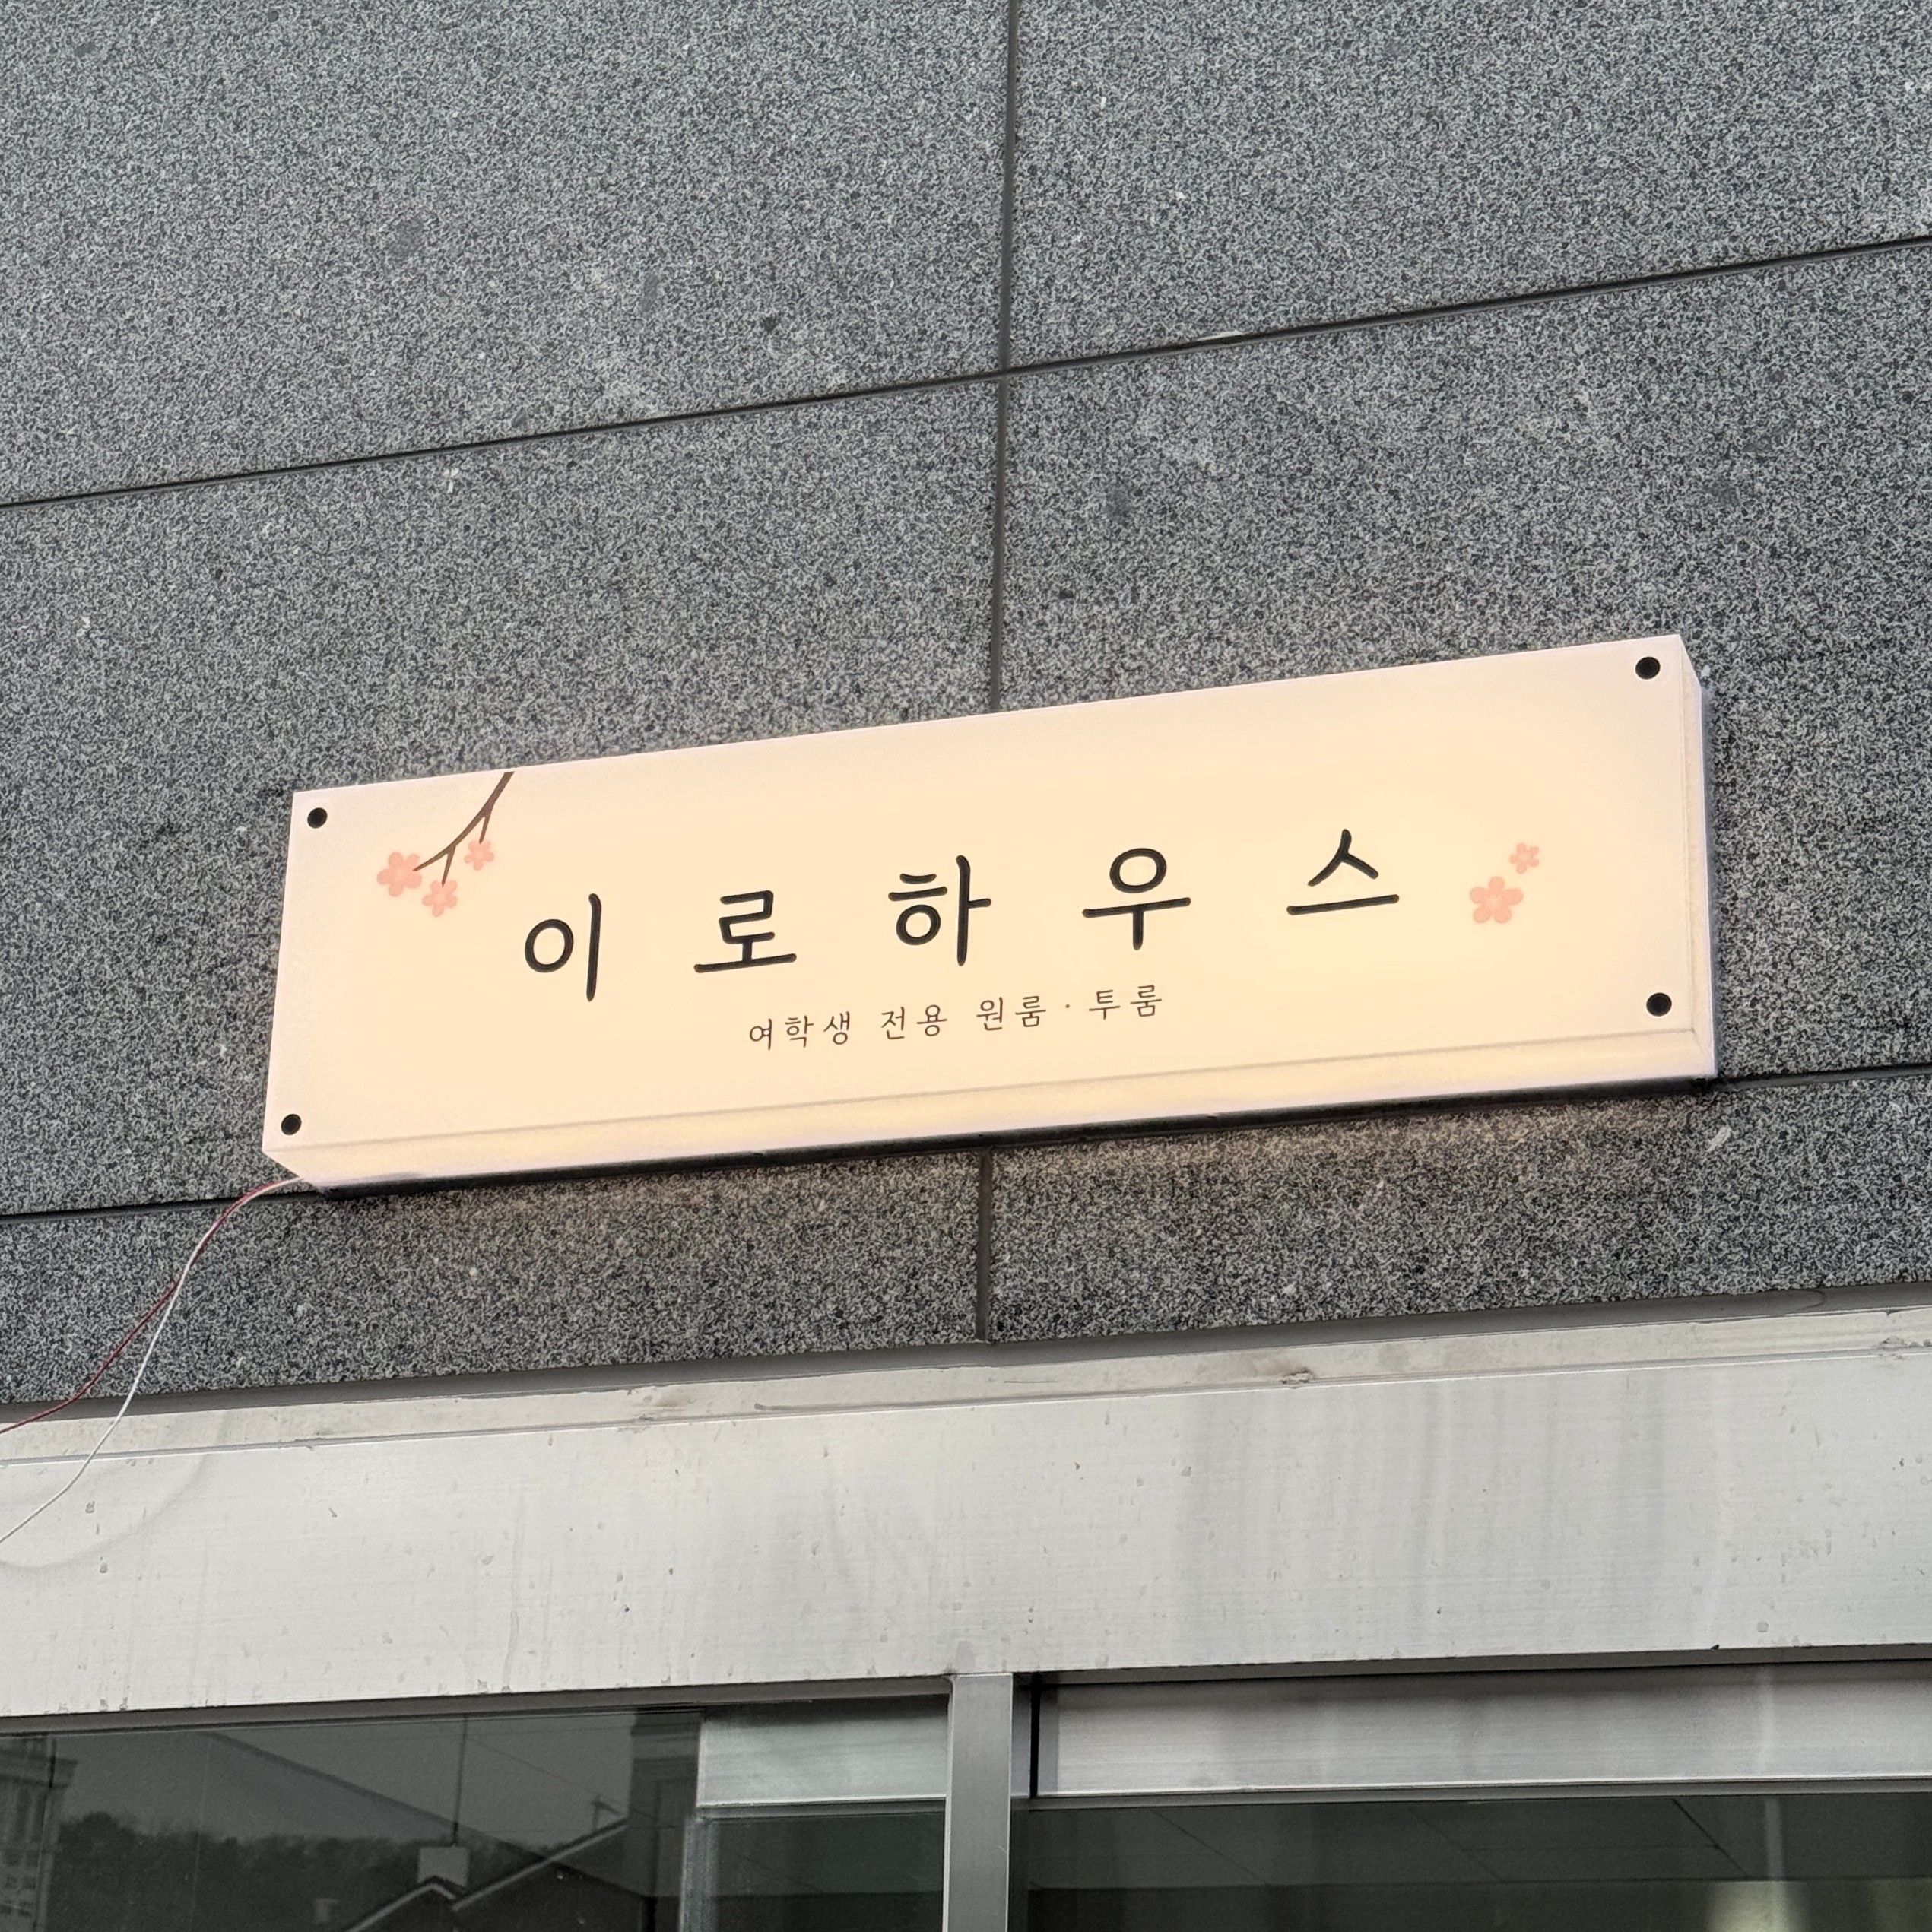 이로하우스
여학생 전용 원룸 · 투룸